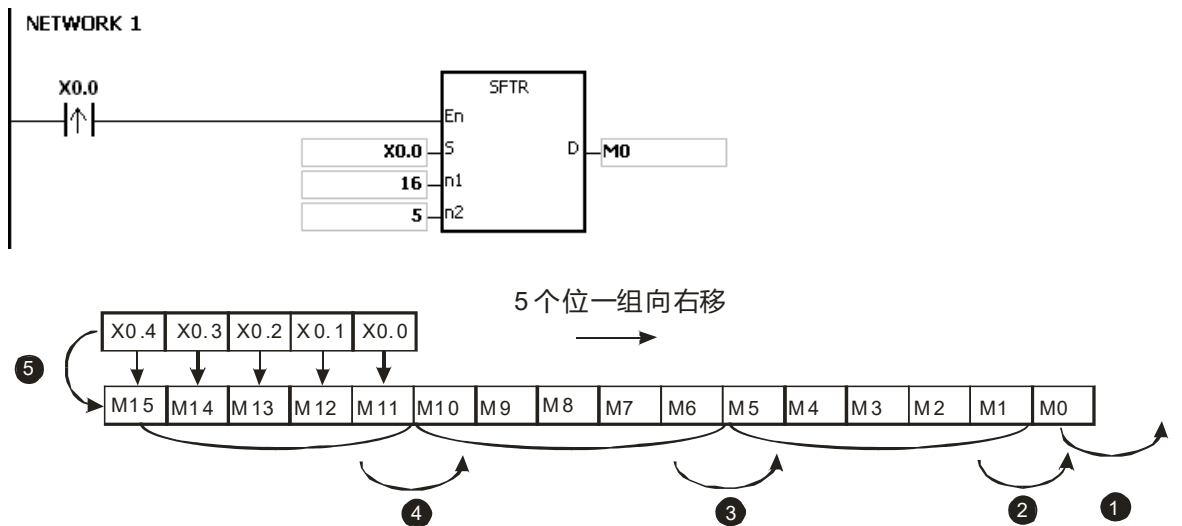 NETWORK 1
X0.0
SFTR
En
X0.0 S D M0
16 n1
5 n2
5个位一组向右移
X0.4 X0.3 X0.2 X0.1 X0.0
5
M15 M14 M13 M12 M11 M10 M9 M8 M7 M6 M5 M4 M3 M2 M1 M0
4 3 2 1